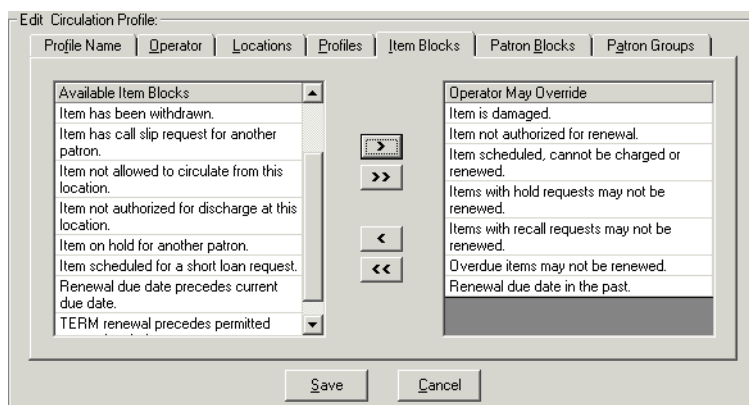 Edit Circulation Profile:
Profile Name Operator Locations Profiles Item Blocks Patron Blocks Patron Groups
Available Item Blocks
Item has been withdrawn.
Item has call slip request for another
patron.
Item not allowed to circulate from this
location.
Item not authorized for discharge at this
location.
Item on hold for another patron.
Item scheduled for a short loan request.
Renewal due date precedes current
due date.
TERM renewal precedes permitted
>
>>
<
<<
Operator May Override
Item is damaged.
Item not authorized for renewal.
Item scheduled, cannot be charged or
renewed.
Items with hold requests may not be
renewed.
Items with recall requests may not be
renewed.
Overdue items may not be renewed.
Renewal due date in the past.
Save Cancel